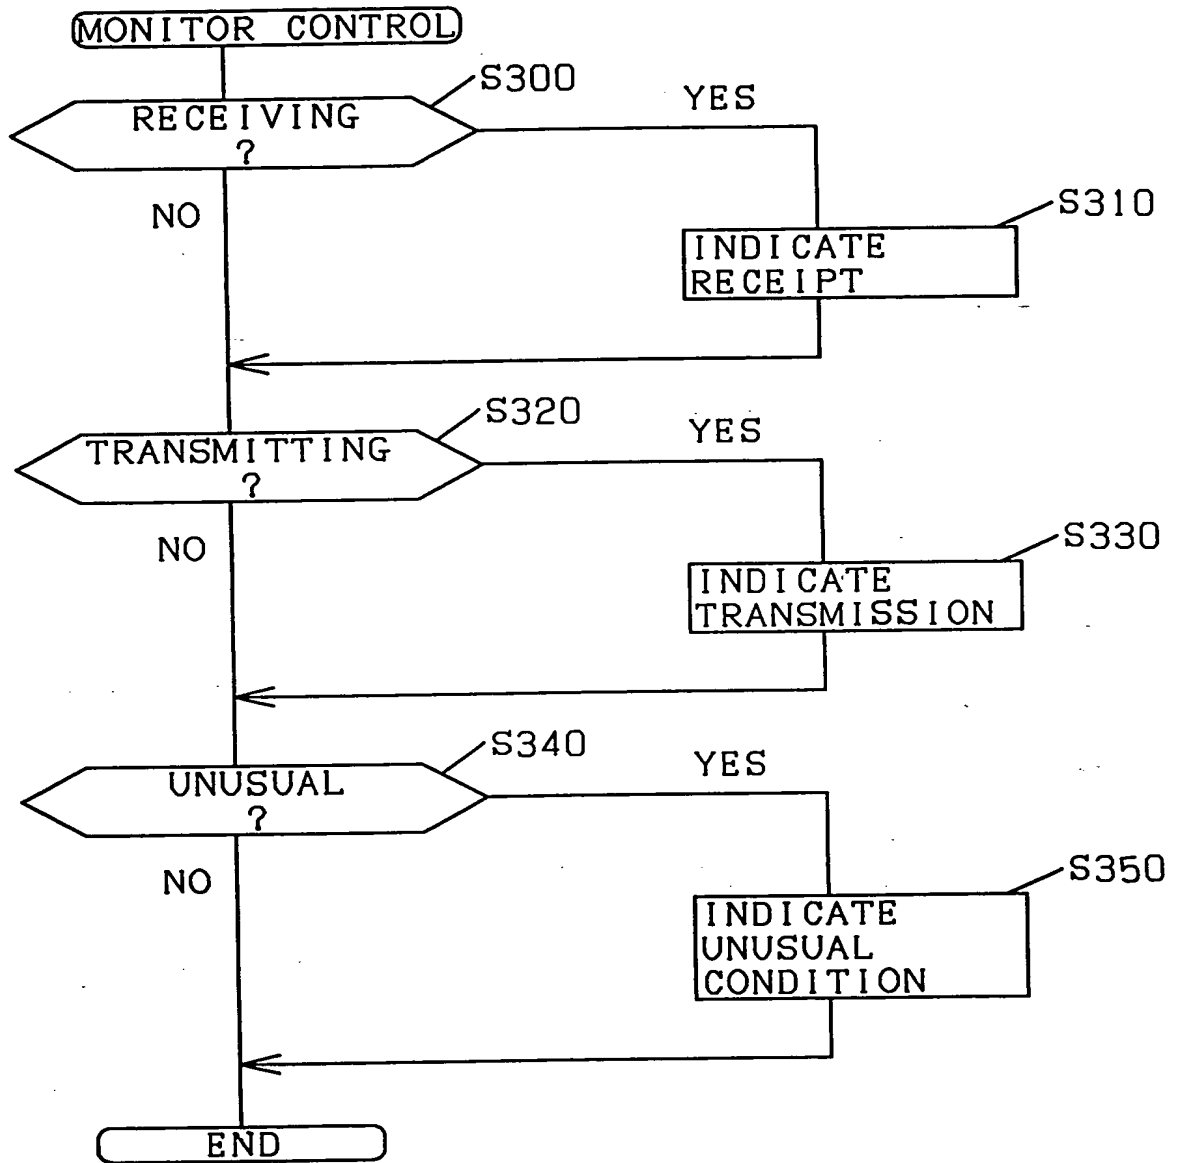 MONITOR CONTROL
S300
RECEIVING
?
YES
NO
S310
INDICATE
RECEIPT
S320
TRANSMITTING
?
YES
NO
S330
INDICATE
TRANSMISSION
S340
UNUSUAL
?
YES
NO
S350
INDICATE
UNUSUAL
CONDITION
END